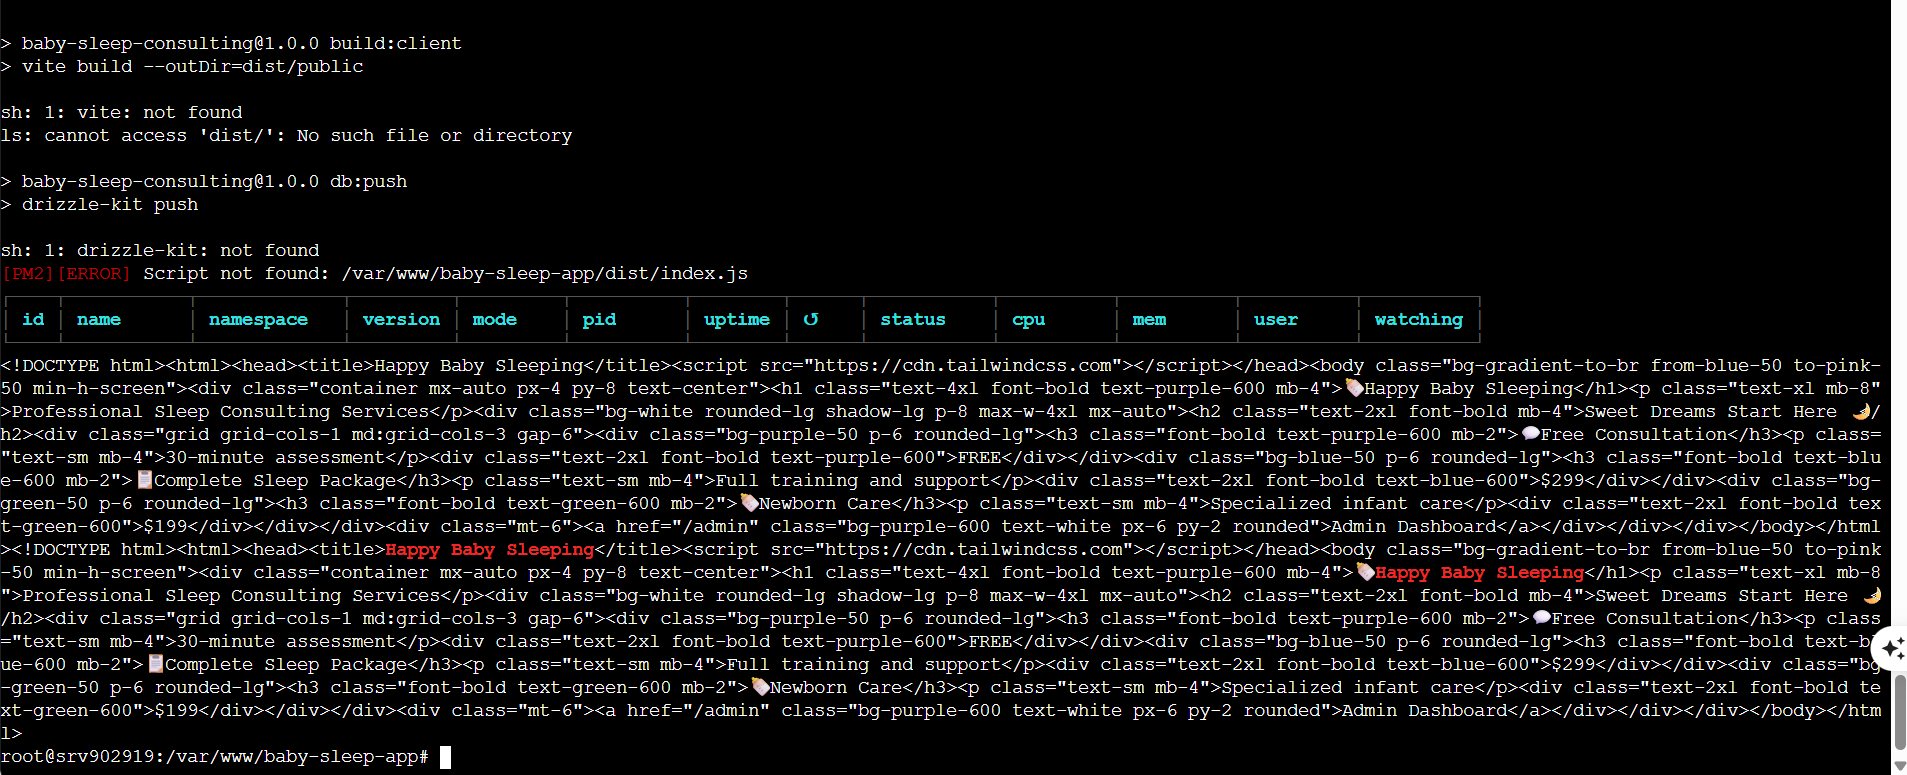 > baby-sleep-consulting@1.0.0 build:client
> vite build --outDir=dist/public
sh: 1: vite: not found
ls: cannot access 'dist/': No such file or directory
> baby-sleep-consulting@1.0.0 db:push
> drizzle-kit push
sh: 1: drizzle-kit: not found
[PM2][ERROR] Script not found: /var/www/baby-sleep-app/dist/index.js
│ id │ name │ namespace │ version │ mode │ pid │ uptime │ ↺ │ status │ cpu │ mem │ user │ watching │
<!DOCTYPE html><html><head><title>Happy Baby Sleeping</title><script src="https://cdn.tailwindcss.com"></script></head><body class="bg-gradient-to-br from-blue-50 to-pink-
50 min-h-screen"><div class="container mx-auto px-4 py-8 text-center"><h1 class="text-4xl font-bold text-purple-600 mb-4">🍼Happy Baby Sleeping</h1><p class="text-xl mb-8"
>Professional Sleep Consulting Services</p><div class="bg-white rounded-lg shadow-lg p-8 max-w-4xl mx-auto"><h2 class="text-2xl font-bold mb-4">Sweet Dreams Start Here 🌙/
h2><div class="grid grid-cols-1 md:grid-cols-3 gap-6"><div class="bg-purple-50 p-6 rounded-lg"><h3 class="font-bold text-purple-600 mb-2">💬Free Consultation</h3><p class=
"text-sm mb-4">30-minute assessment</p><div class="text-2xl font-bold text-purple-600">FREE</div></div><div class="bg-blue-50 p-6 rounded-lg"><h3 class="font-bold text-blu
e-600 mb-2">📋Complete Sleep Package</h3><p class="text-sm mb-4">Full training and support</p><div class="text-2xl font-bold text-blue-600">$299</div></div><div class="bg-
green-50 p-6 rounded-lg"><h3 class="font-bold text-green-600 mb-2">🍼Newborn Care</h3><p class="text-sm mb-4">Specialized infant care</p><div class="text-2xl font-bold tex
t-green-600">$199</div></div></div><div class="mt-6"><a href="/admin" class="bg-purple-600 text-white px-6 py-2 rounded">Admin Dashboard</a></div></div></div></body></html
><!DOCTYPE html><html><head><title>Happy Baby Sleeping</title><script src="https://cdn.tailwindcss.com"></script></head><body class="bg-gradient-to-br from-blue-50 to-pink
-50 min-h-screen"><div class="container mx-auto px-4 py-8 text-center"><h1 class="text-4xl font-bold text-purple-600 mb-4">🍼Happy Baby Sleeping</h1><p class="text-xl mb-8
">Professional Sleep Consulting Services</p><div class="bg-white rounded-lg shadow-lg p-8 max-w-4xl mx-auto"><h2 class="text-2xl font-bold mb-4">Sweet Dreams Start Here 🌙
/h2><div class="grid grid-cols-1 md:grid-cols-3 gap-6"><div class="bg-purple-50 p-6 rounded-lg"><h3 class="font-bold text-purple-600 mb-2">💬Free Consultation</h3><p class
="text-sm mb-4">30-minute assessment</p><div class="text-2xl font-bold text-purple-600">FREE</div></div><div class="bg-blue-50 p-6 rounded-lg"><h3 class="font-bold text-bl
ue-600 mb-2">📋Complete Sleep Package</h3><p class="text-sm mb-4">Full training and support</p><div class="text-2xl font-bold text-blue-600">$299</div></div><div class="bg
-green-50 p-6 rounded-lg"><h3 class="font-bold text-green-600 mb-2">🍼Newborn Care</h3><p class="text-sm mb-4">Specialized infant care</p><div class="text-2xl font-bold te
xt-green-600">$199</div></div></div><div class="mt-6"><a href="/admin" class="bg-purple-600 text-white px-6 py-2 rounded">Admin Dashboard</a></div></div></div></body></htm
l>
root@srv902919:/var/www/baby-sleep-app#